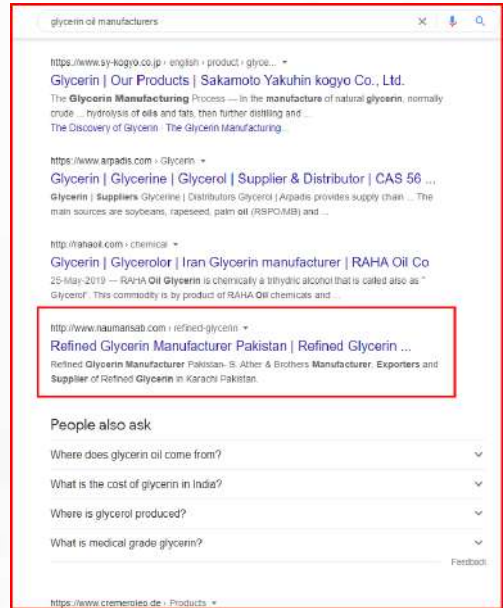 glycerin oil manufacturers
https://www.sy-kogyo.co.jp › english › product › glyce...
Glycerin | Our Products | Sakamoto Yakuhin kogyo Co., Ltd.
The Glycerin Manufacturing Process — In the manufacture of natural glycerin, normally
crude ... hydrolysis of oils and fats, then further distilling and ...
The Discovery of Glycerin · The Glycerin Manufacturing...
https://www.arpadis.com › Glycerin
Glycerin | Glycerine | Glycerol | Supplier & Distributor | CAS 56 ...
Glycerin | Suppliers Glycerine | Distributors Glycerol | Arpadis provides supply chain ... The
main sources are soybeans, rapeseed, palm oil (RSPO/MB) and ...
http://rahaoil.com › chemical
Glycerin | Glycerolor | Iran Glycerin manufacturer | RAHA Oil Co
25-May-2019 — RAHA Oil Glycerin is chemically a trihydric alcohol that is called also as "
Glycerol". This commodity is by product of RAHA Oil chemicals and ...
http://www.naumansab.com › refined-glycerin
Refined Glycerin Manufacturer Pakistan | Refined Glycerin ...
Refined Glycerin Manufacturer Pakistan- S. Ather & Brothers Manufacturer, Exporters and
Supplier of Refined Glycerin in Karachi Pakistan.
People also ask
Where does glycerin oil come from?
What is the cost of glycerin in India?
Where is glycerol produced?
What is medical grade glycerin?
Feedback
https://www.cremeroleo.de › Products